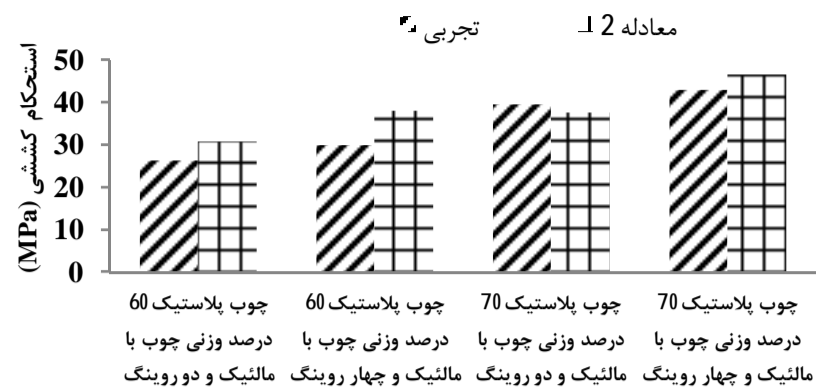 تجربی
معادله 2
استحکام کششی (MPa)
50
40
30
20
10
0
چوب پلاستیک 60
درصد وزنی چوب با
مالئیک و دو روینگ
چوب پلاستیک 60
درصد وزنی چوب با
مالئیک و چهار روینگ
چوب پلاستیک 70
درصد وزنی چوب با
مالئیک و دو روینگ
چوب پلاستیک 70
درصد وزنی چوب با
مالئیک و چهار روینگ